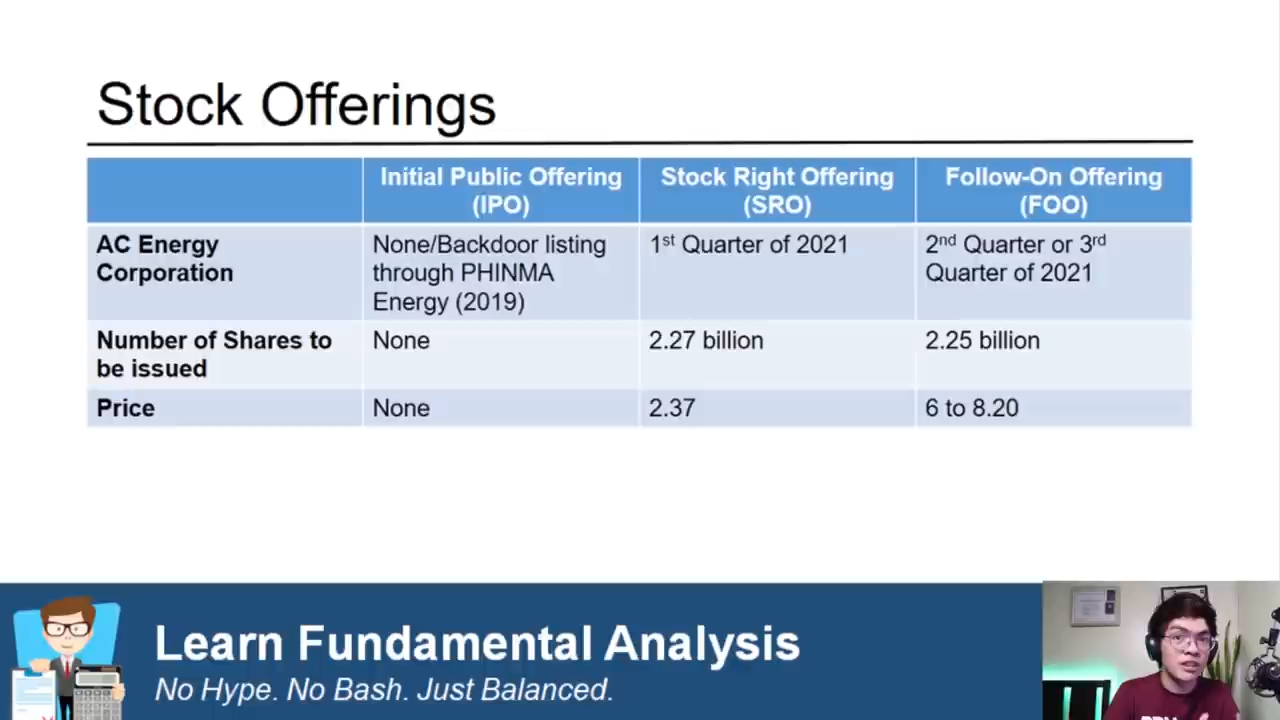 Stock Offerings
Initial Public Offering (IPO)
Stock Right Offering (SRO)
Follow-On Offering (FOO)
AC Energy Corporation
None/Backdoor listing through PHINMA Energy (2019)
1st Quarter of 2021
2nd Quarter or 3rd Quarter of 2021
Number of Shares to be issued
None
2.27 billion
2.25 billion
Price
None
2.37
6 to 8.20
Learn Fundamental Analysis
No Hype. No Bash. Just Balanced.